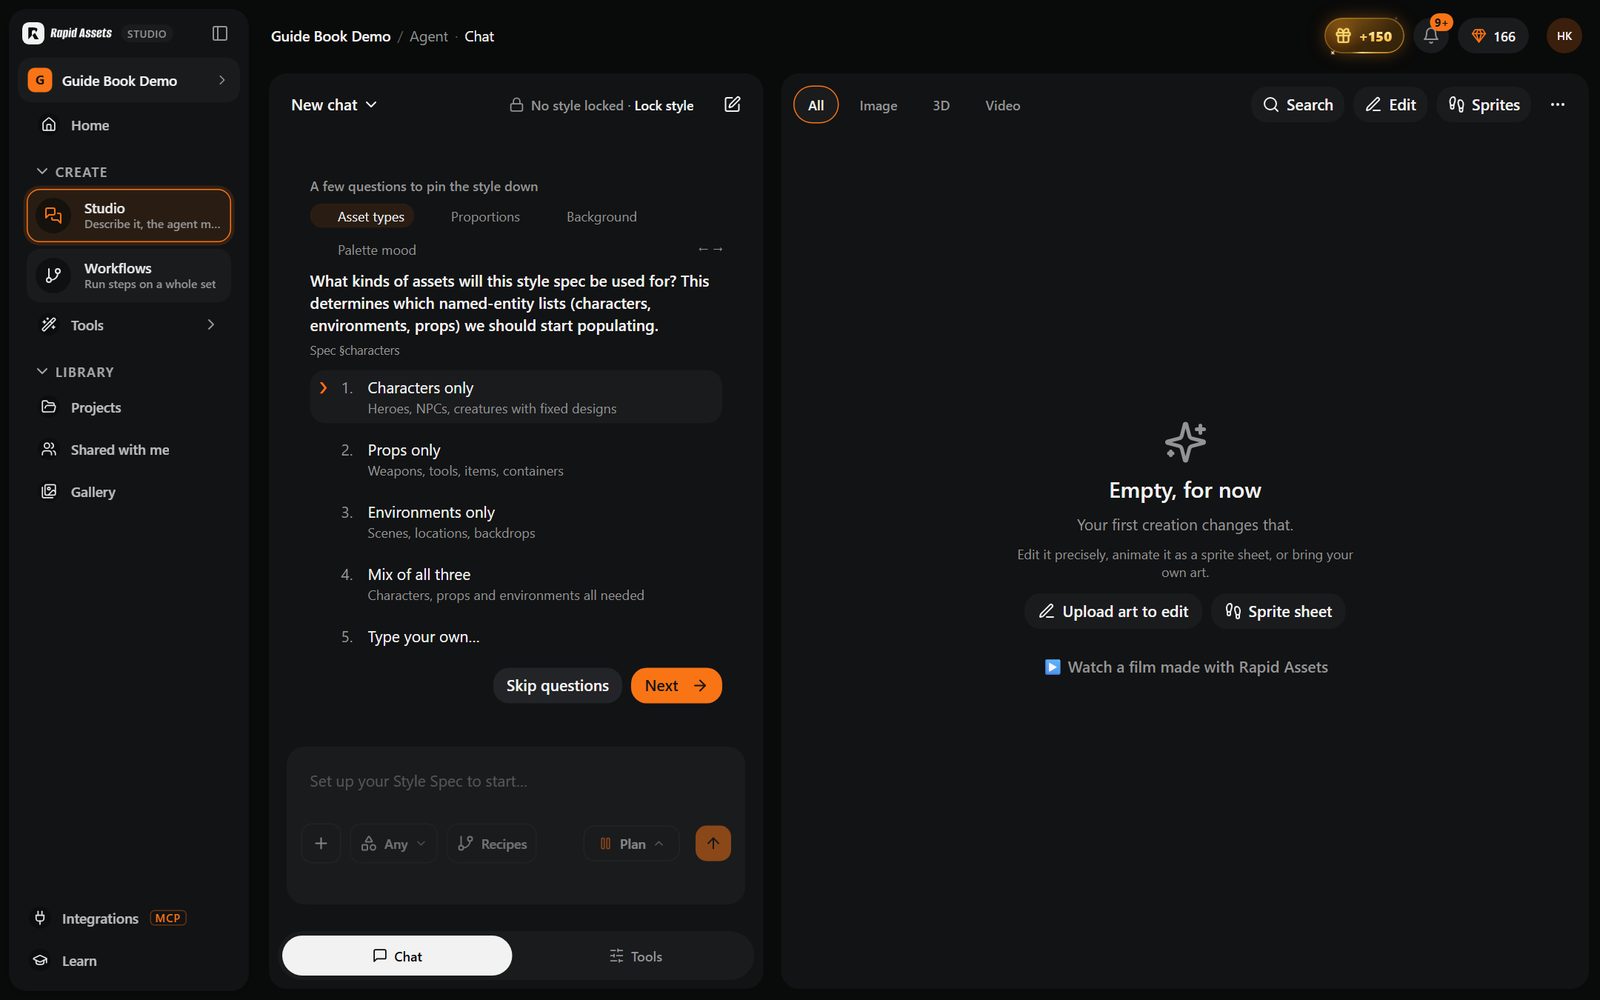 Rapid Assets STUDIO
G Guide Book Demo
Home
CREATE
Studio
Describe it, the agent m...
Workflows
Run steps on a whole set
Tools
LIBRARY
Projects
Shared with me
Gallery
Integrations MCP
Learn
Guide Book Demo / Agent · Chat
+150
9+
166
HK
New chat
No style locked · Lock style
A few questions to pin the style down
Asset types Proportions Background
Palette mood ← →
What kinds of assets will this style spec be used for? This
determines which named-entity lists (characters,
environments, props) we should start populating.
Spec §characters
1. Characters only
Heroes, NPCs, creatures with fixed designs
2. Props only
Weapons, tools, items, containers
3. Environments only
Scenes, locations, backdrops
4. Mix of all three
Characters, props and environments all needed
5. Type your own...
Skip questions Next →
Set up your Style Spec to start...
+ Any Recipes Plan
Chat Tools
All Image 3D Video
Search Edit Sprites ···
Empty, for now
Your first creation changes that.
Edit it precisely, animate it as a sprite sheet, or bring your
own art.
Upload art to edit Sprite sheet
Watch a film made with Rapid Assets